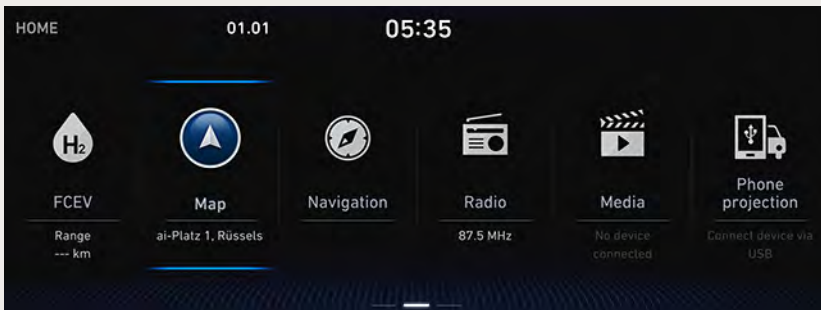 HOME
01.01
05:35
H2
FCEV
Map
Navigation
Radio
Media
Phone
projection
Range
--- km
ai-Platz 1, Rüssels
87.5 MHz
No device
connected
Connect device via
USB